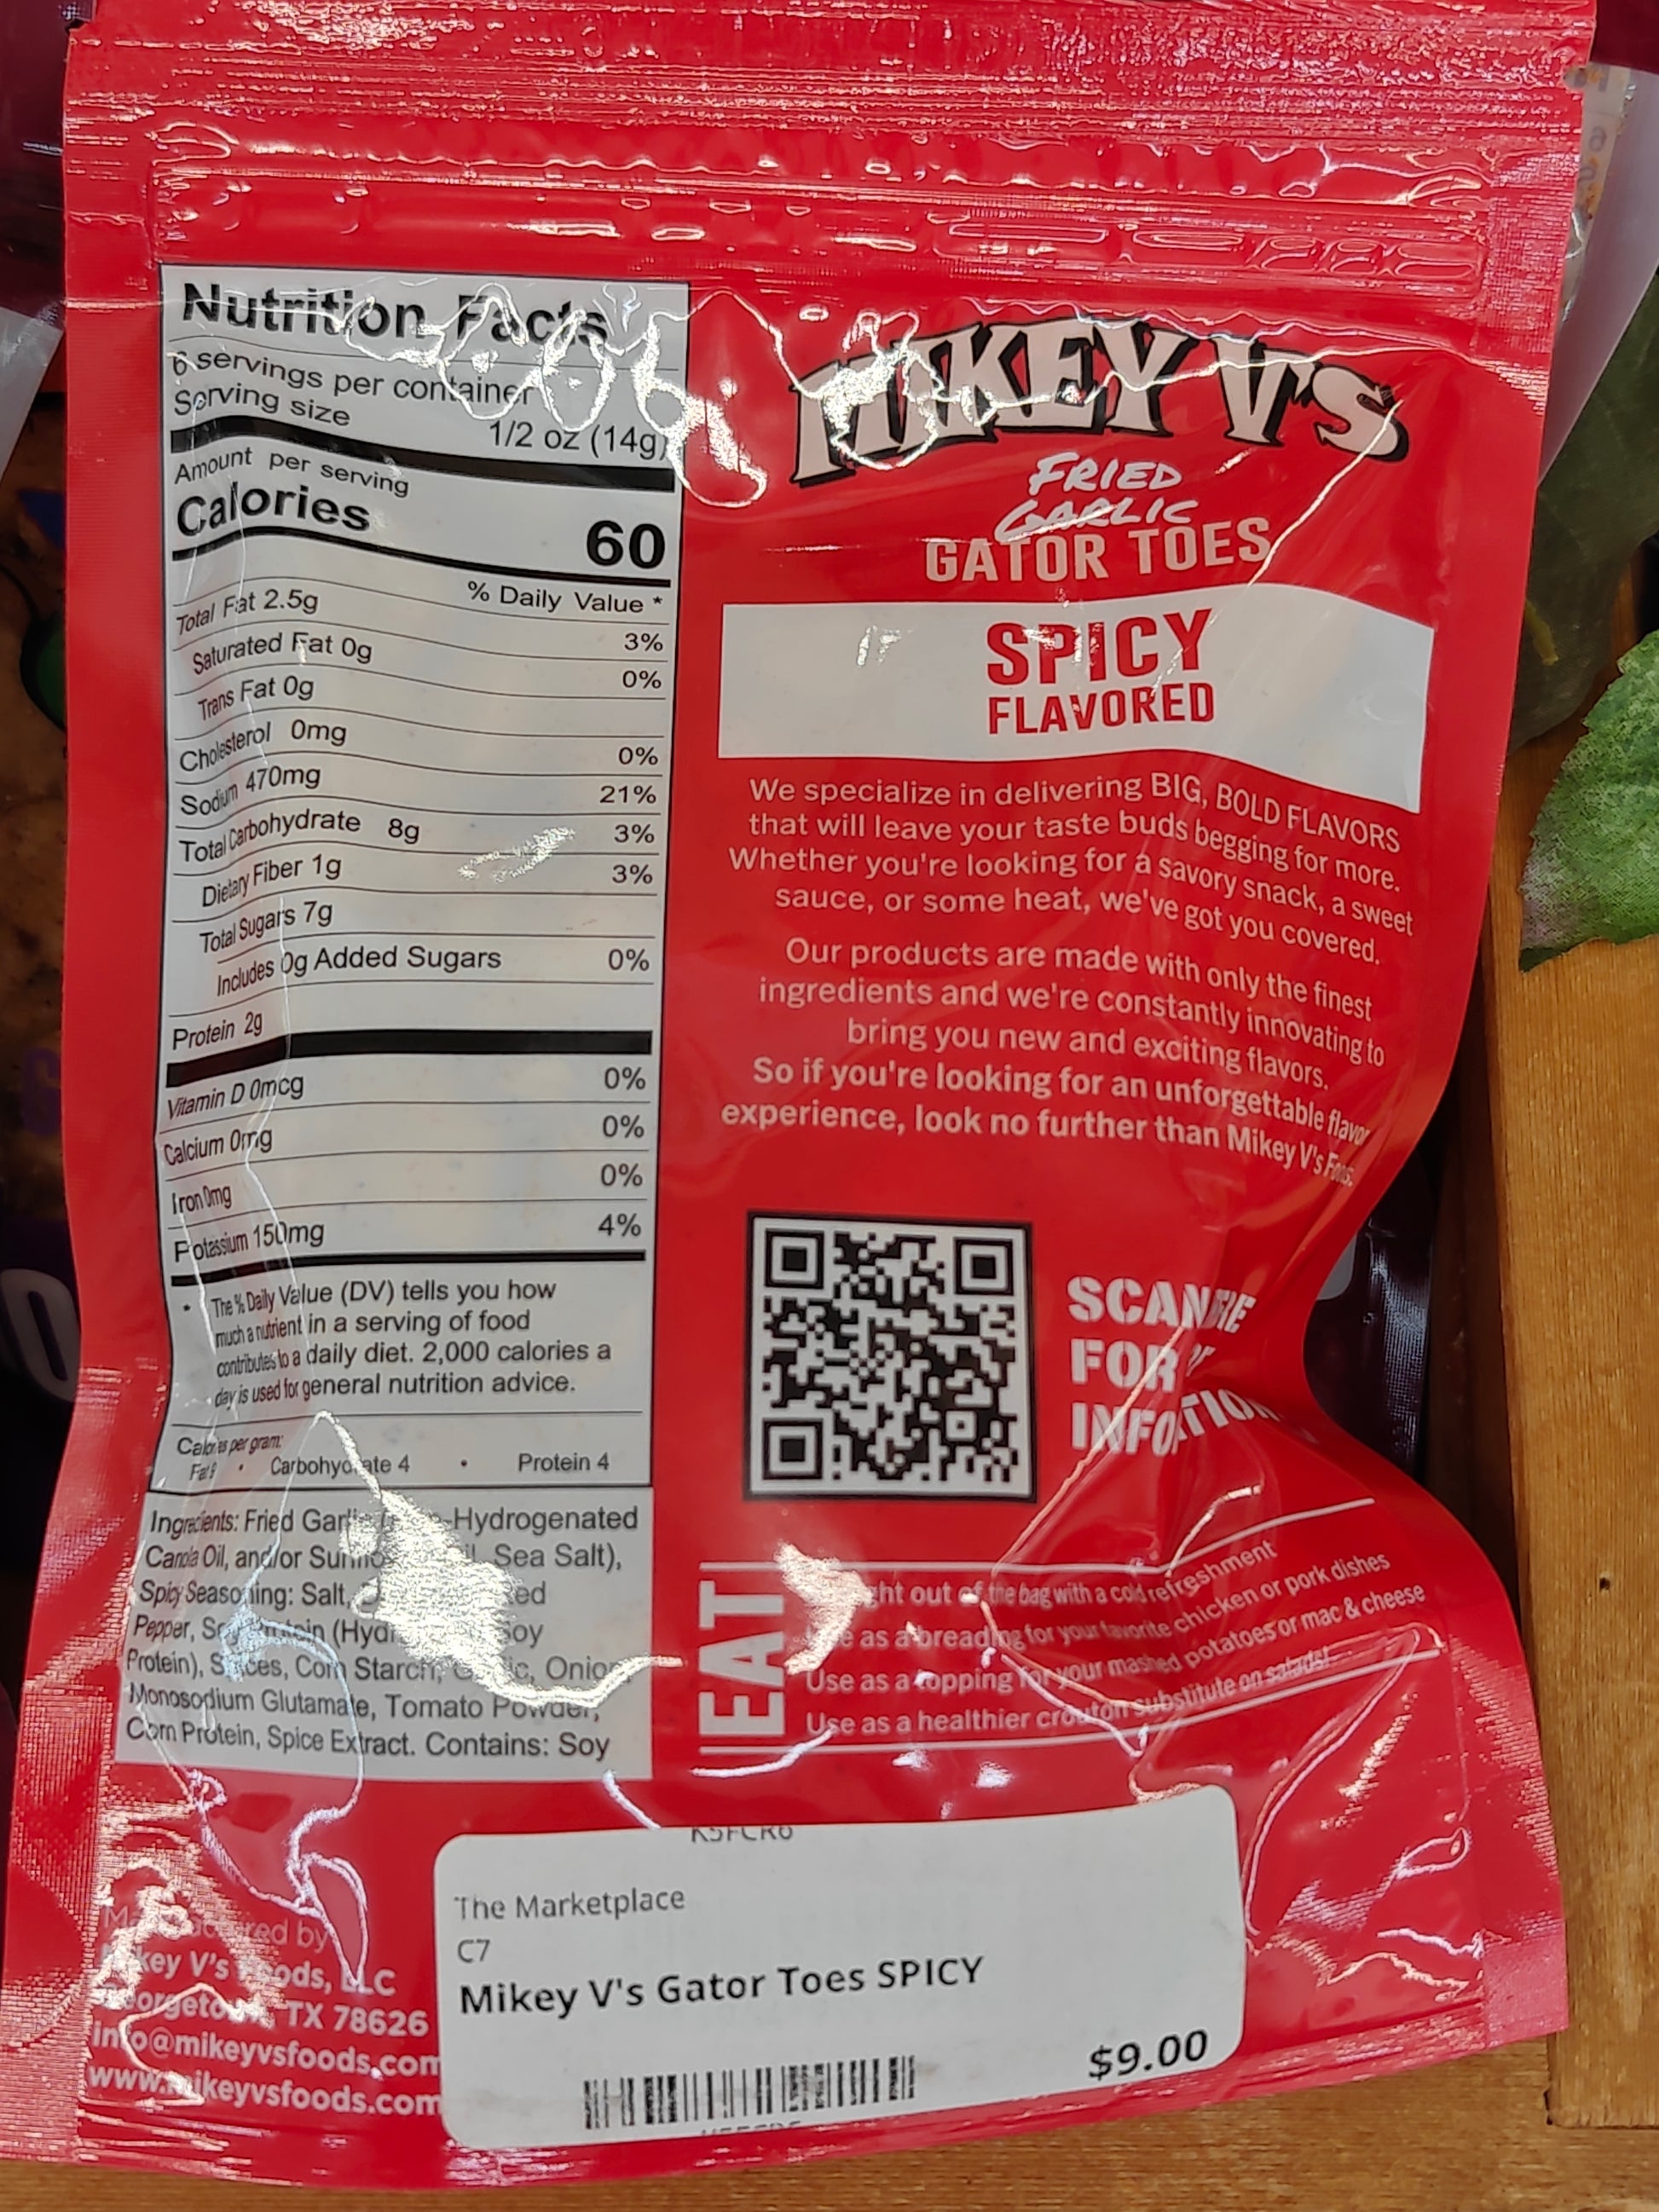 Nutrition Facts
6 servings per container
Serving size 1/2 oz (14g)
Amount per serving
Calories 60
% Daily Value *
Total Fat 2.5g 3%
Saturated Fat 0g 0%
Trans Fat 0g
Cholesterol 0mg 0%
Sodium 470mg 21%
Total Carbohydrate 8g 3%
Dietary Fiber 1g 3%
Total Sugars 7g
Includes 0g Added Sugars 0%
Protein 2g
Vitamin D 0mcg 0%
Calcium 0mg 0%
Iron 0mg 0%
Potassium 150mg 4%
• The % Daily Value (DV) tells you how
much a nutrient in a serving of food
contributes to a daily diet. 2,000 calories a
day is used for general nutrition advice.
Calories per gram:
Fat 9 • Carbohydrate 4 • Protein 4
Ingredients: Fried Garlic -Hydrogenated
Canola Oil, and/or Sea Salt),
Spicy Seasoning: Salt,
Pepper, Soy Protein Soy
Protein), Spices, Corn Starch, Garlic, Onion,
Monosodium Glutamate, Tomato Powder,
Corn Protein, Spice Extract. Contains: Soy
Manufactured by
Mikey V's Foods, LLC
Georgetown, TX 78626
info@mikeyvsfoods.com
www.mikeyvsfoods.com
MIKEY V'S
FRIED
GARLIC
GATOR TOES
SPICY
FLAVORED
We specialize in delivering BIG, BOLD FLAVORS
that will leave your taste buds begging for more.
Whether you're looking for a savory snack, a sweet
sauce, or some heat, we've got you covered.
Our products are made with only the finest
ingredients and we're constantly innovating to
bring you new and exciting flavors.
So if you're looking for an unforgettable flavor
experience, look no further than Mikey V's Foods.
SCAN
FOR
EAT
out of the bag with a cold refreshment
as a breading for your favorite chicken or pork dishes
Use as a topping for your mashed potatoes or mac & cheese
Use as a healthier crouton substitute on salads!
K5FCR6
The Marketplace
C7
Mikey V's Gator Toes SPICY
$9.00